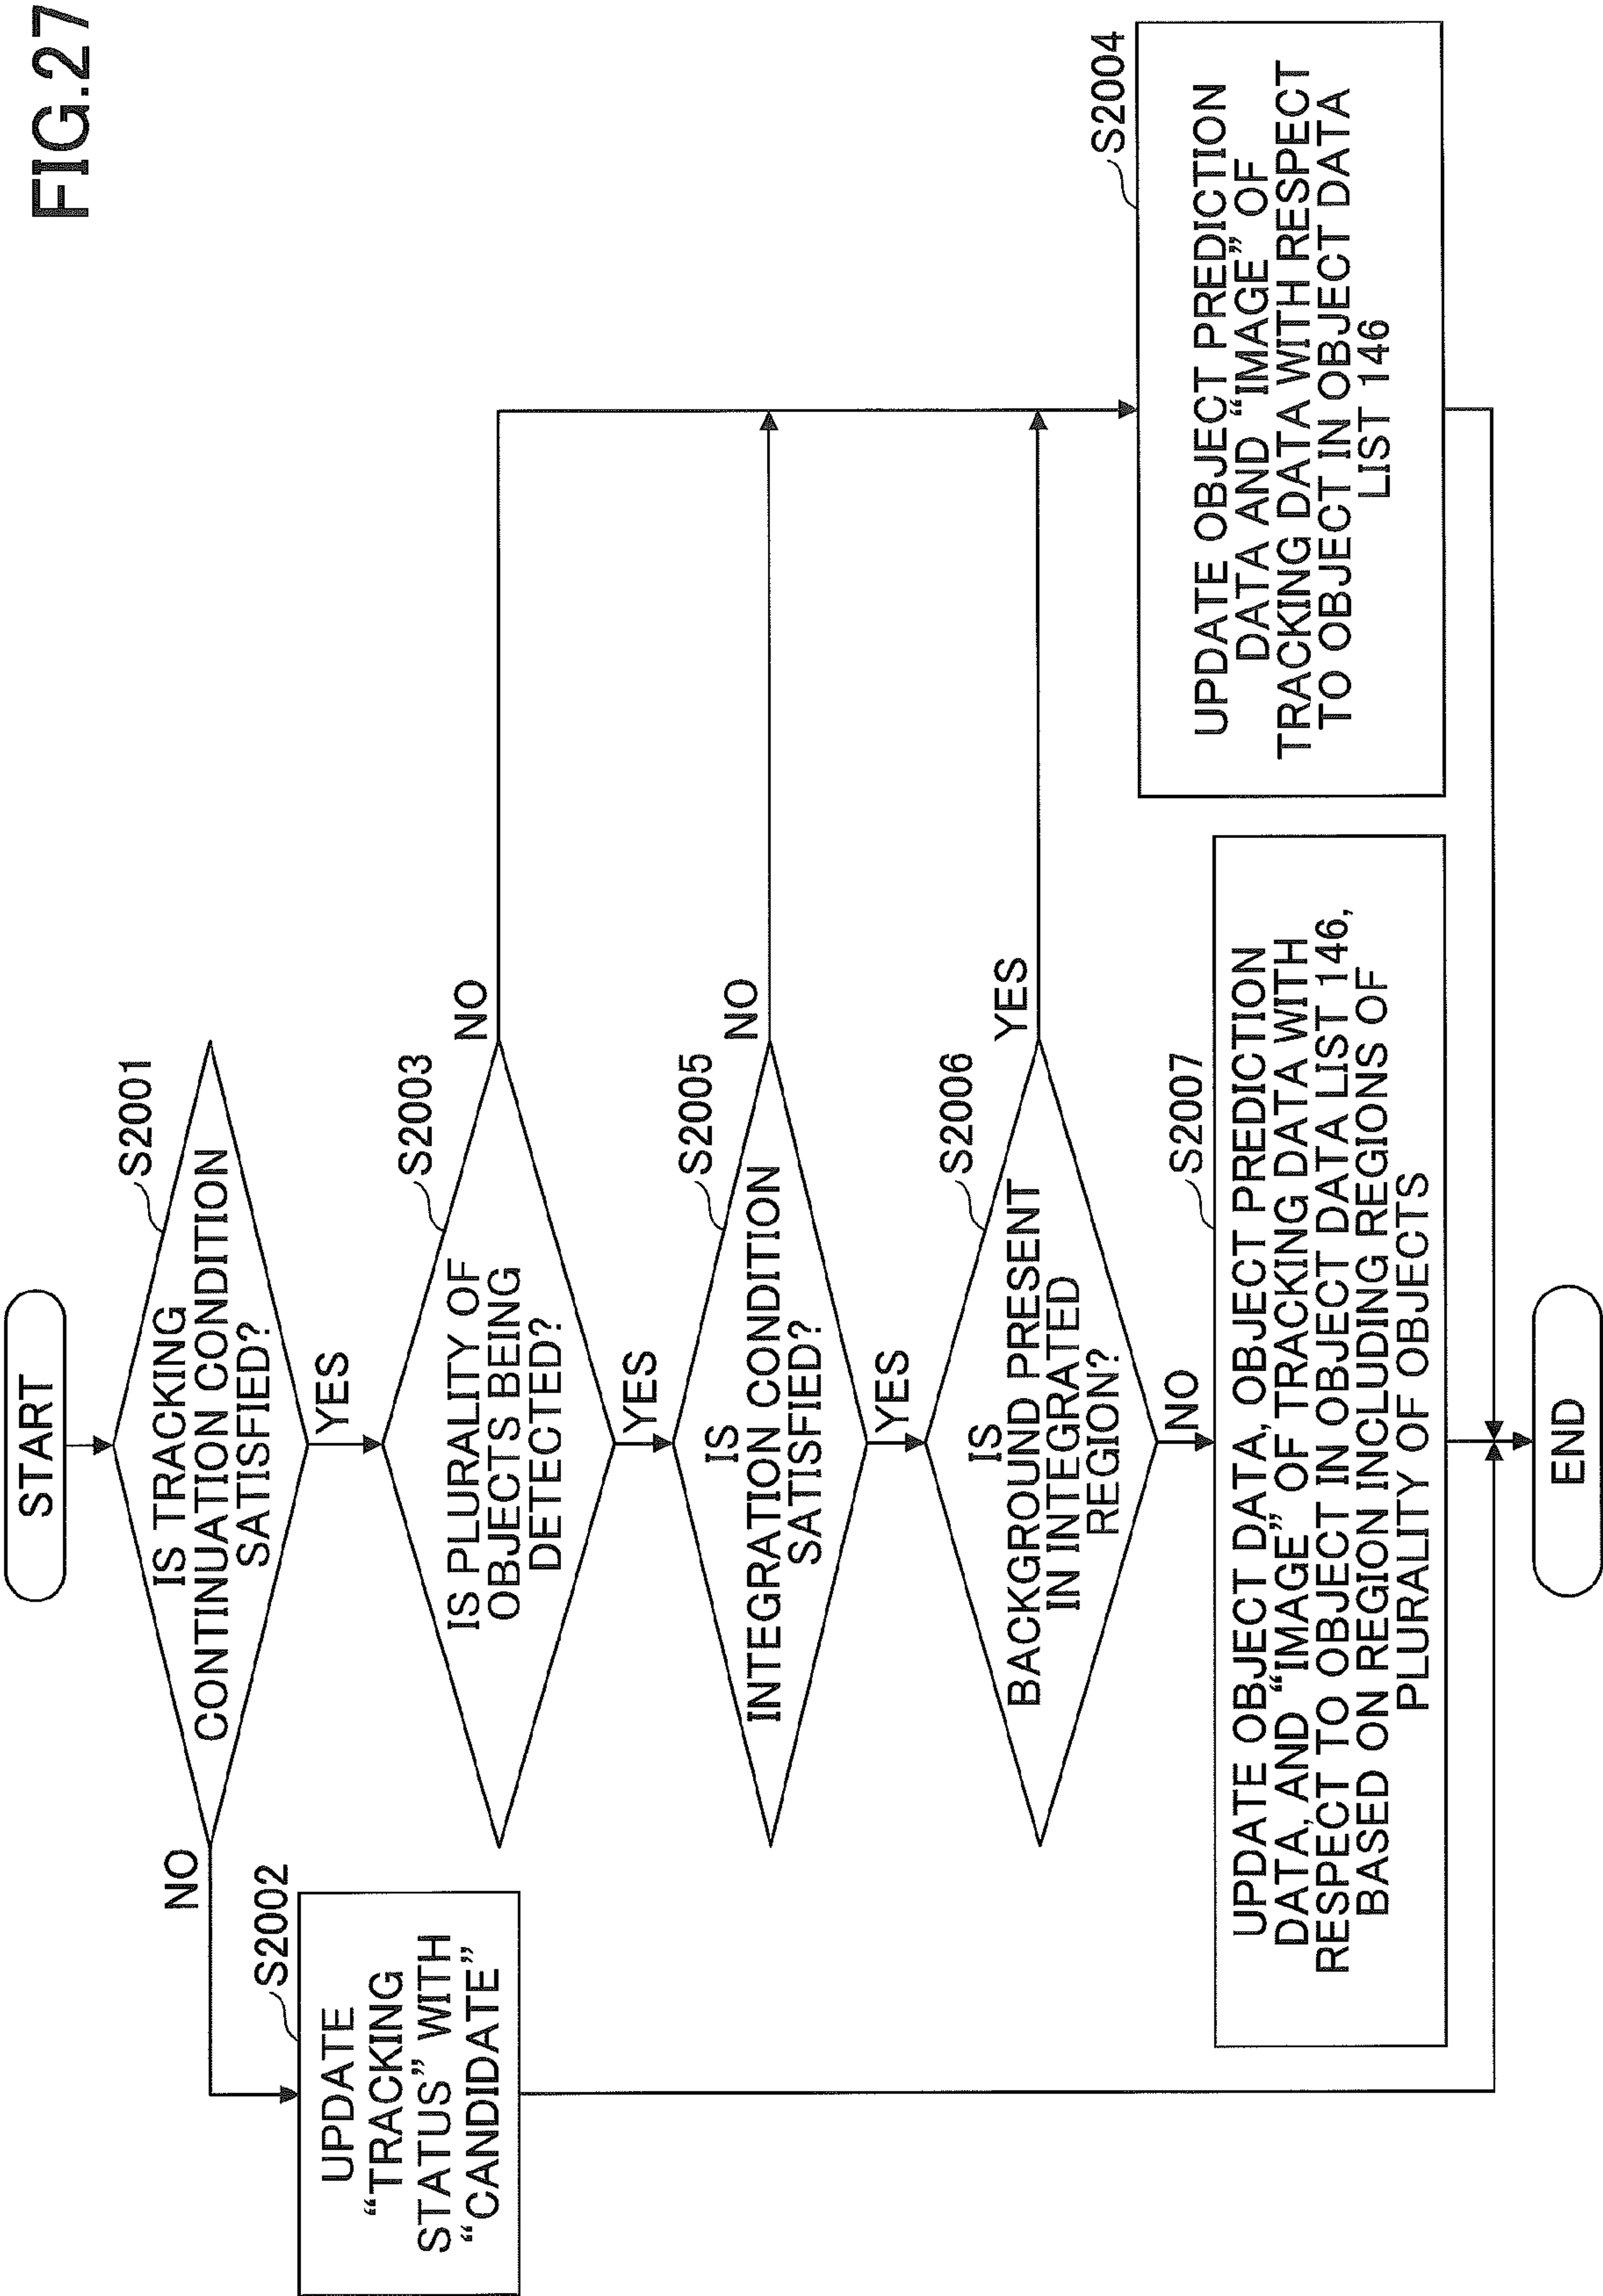 FIG.27
START
S2001
IS TRACKING
CONTINUATION CONDITION
SATISFIED?
NO
YES
S2002
UPDATE
“TRACKING
STATUS” WITH
“CANDIDATE”
S2003
IS PLURALITY OF
OBJECTS BEING
DETECTED?
NO
YES
S2005
IS
INTEGRATION CONDITION
SATISFIED?
NO
YES
S2006
IS
BACKGROUND PRESENT
IN INTEGRATED
REGION?
YES
NO
S2007
UPDATE OBJECT DATA, OBJECT PREDICTION
DATA, AND “IMAGE” OF TRACKING DATA WITH
RESPECT TO OBJECT IN OBJECT DATA LIST 146,
BASED ON REGION INCLUDING REGIONS OF
PLURALITY OF OBJECTS
S2004
UPDATE OBJECT PREDICTION
DATA AND “IMAGE” OF
TRACKING DATA WITH RESPECT
TO OBJECT IN OBJECT DATA
LIST 146
END